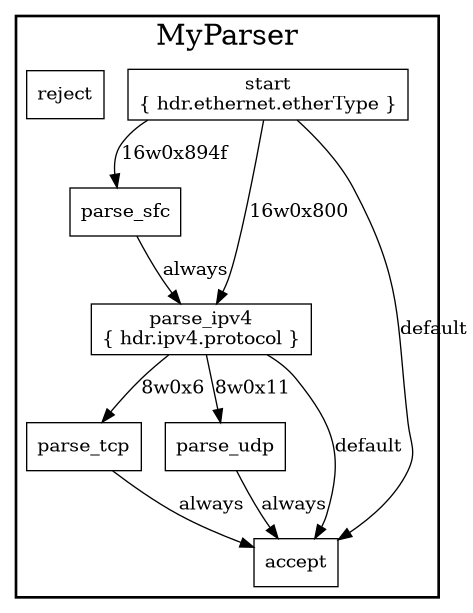 MyParser
reject
start
{ hdr.ethernet.etherType }
16w0x894f
parse_sfc
16w0x800
always
parse_ipv4
{ hdr.ipv4.protocol }
default
8w0x6
8w0x11
parse_tcp
parse_udp
default
always
always
accept